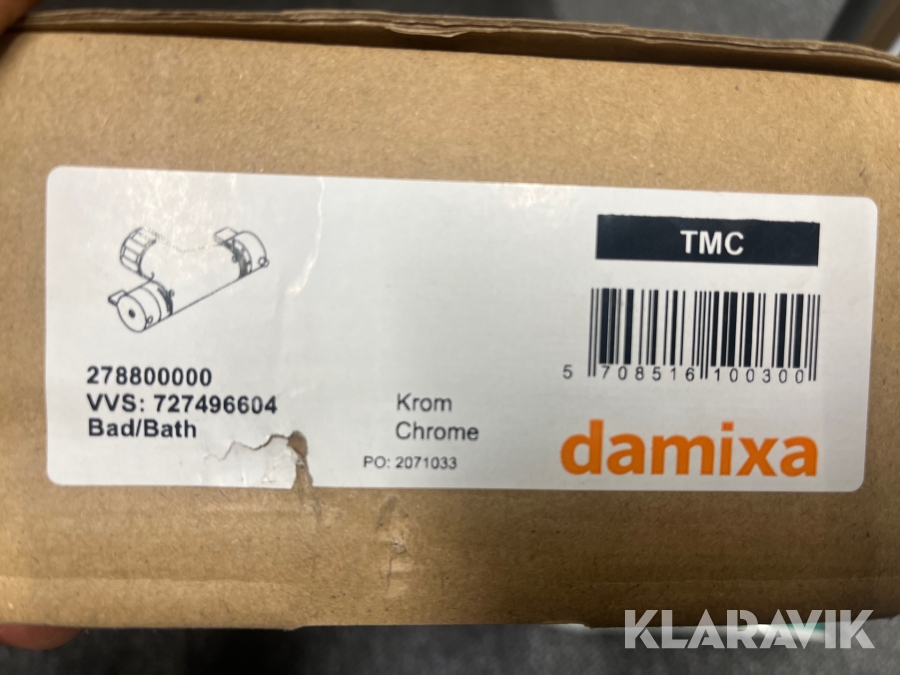 TMC
5 708516 100300
278800000
VVS: 727496604
Bad/Bath
Krom
Chrome
PO: 2071033
damixa
KLARAVIK